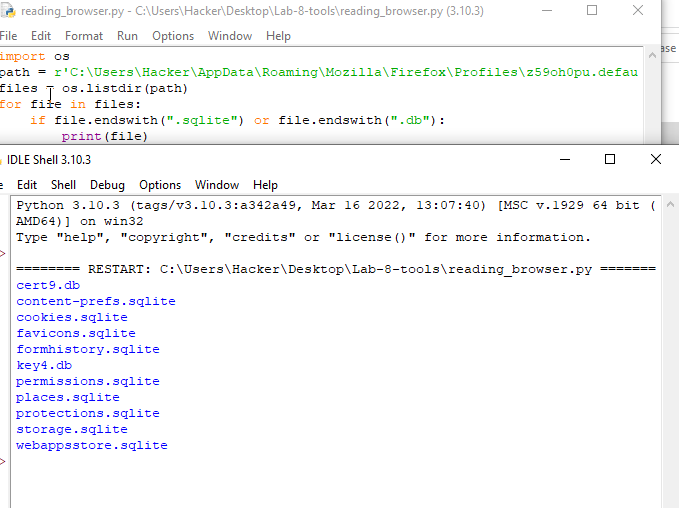 reading_browser.py - C:\Users\Hacker\Desktop\Lab-8-tools\reading_browser.py (3.10.3)
File Edit Format Run Options Window Help
import os
path = r'C:\Users\Hacker\AppData\Roaming\Mozilla\Firefox\Profiles\z59oh0pu.defau
files = os.listdir(path)
for file in files:
    if file.endswith(".sqlite") or file.endswith(".db"):
        print(file)
ase
IDLE Shell 3.10.3
e Edit Shell Debug Options Window Help
Python 3.10.3 (tags/v3.10.3:a342a49, Mar 16 2022, 13:07:40) [MSC v.1929 64 bit (
AMD64)] on win32
Type "help", "copyright", "credits" or "license()" for more information.
>
======== RESTART: C:\Users\Hacker\Desktop\Lab-8-tools\reading_browser.py =======
cert9.db
content-prefs.sqlite
cookies.sqlite
favicons.sqlite
formhistory.sqlite
key4.db
permissions.sqlite
places.sqlite
protections.sqlite
storage.sqlite
webappsstore.sqlite
>